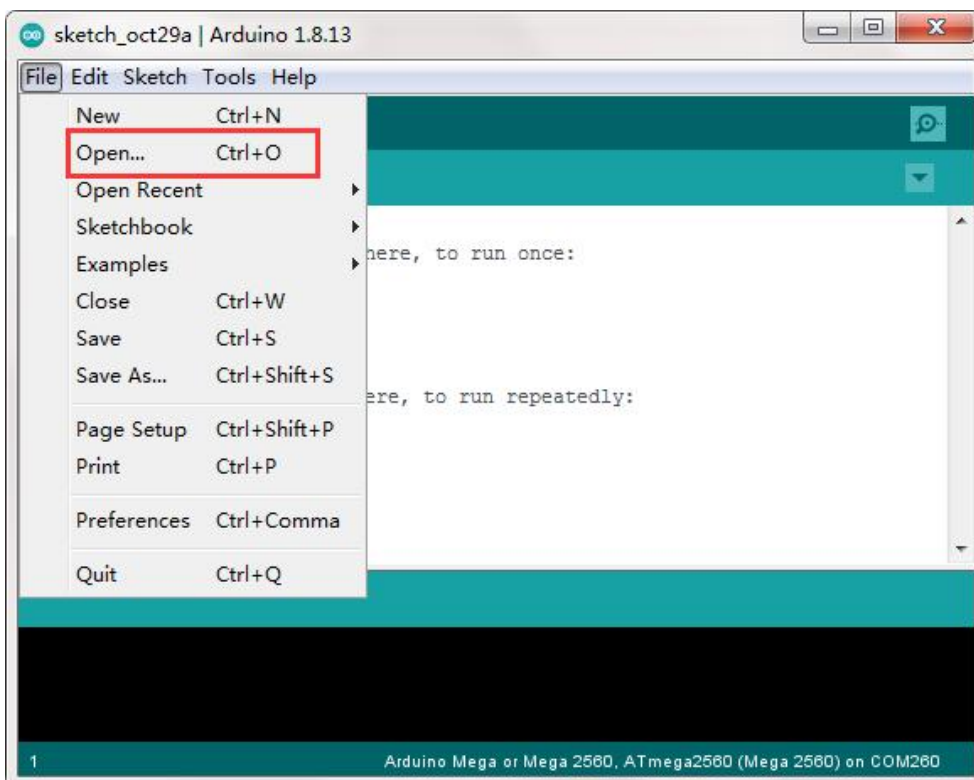 sketch_oct29a | Arduino 1.8.13
File Edit Sketch Tools Help
New Ctrl+N
Open... Ctrl+O
Open Recent
Sketchbook
Examples
Close Ctrl+W
Save Ctrl+S
Save As... Ctrl+Shift+S
Page Setup Ctrl+Shift+P
Print Ctrl+P
Preferences Ctrl+Comma
Quit Ctrl+Q
here, to run once:
ere, to run repeatedly:
1 Arduino Mega or Mega 2560, ATmega2560 (Mega 2560) on COM260